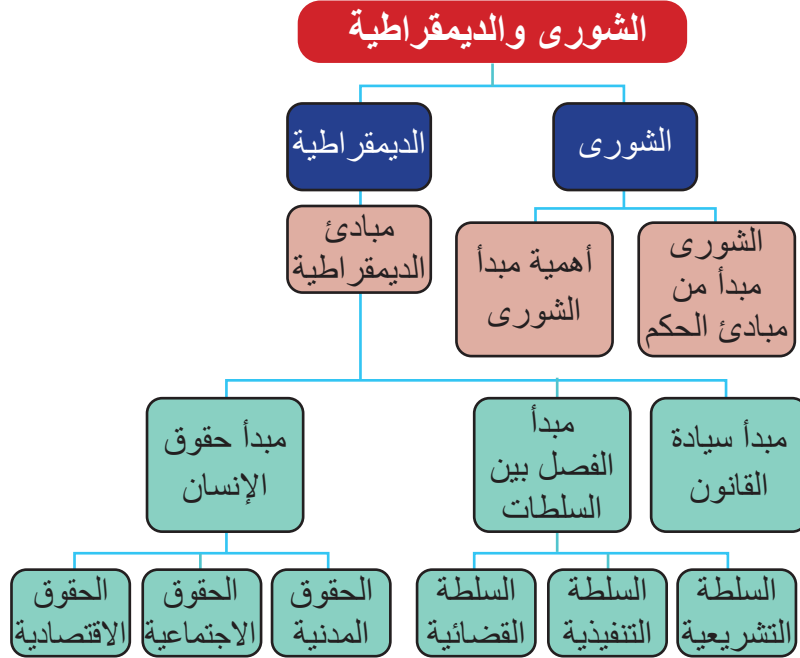 الشورى والديمقراطية
الشورى
الديمقراطية
الشورى
مبدأ من
مبادئ الحكم
أهمية مبدأ
الشورى
مبادئ
الديمقراطية
مبدأ سيادة
القانون
مبدأ
الفصل بين
السلطات
مبدأ حقوق
الإنسان
السلطة
التشريعية
السلطة
التنفيذية
السلطة
القضائية
الحقوق
المدنية
الحقوق
الاجتماعية
الحقوق
الاقتصادية